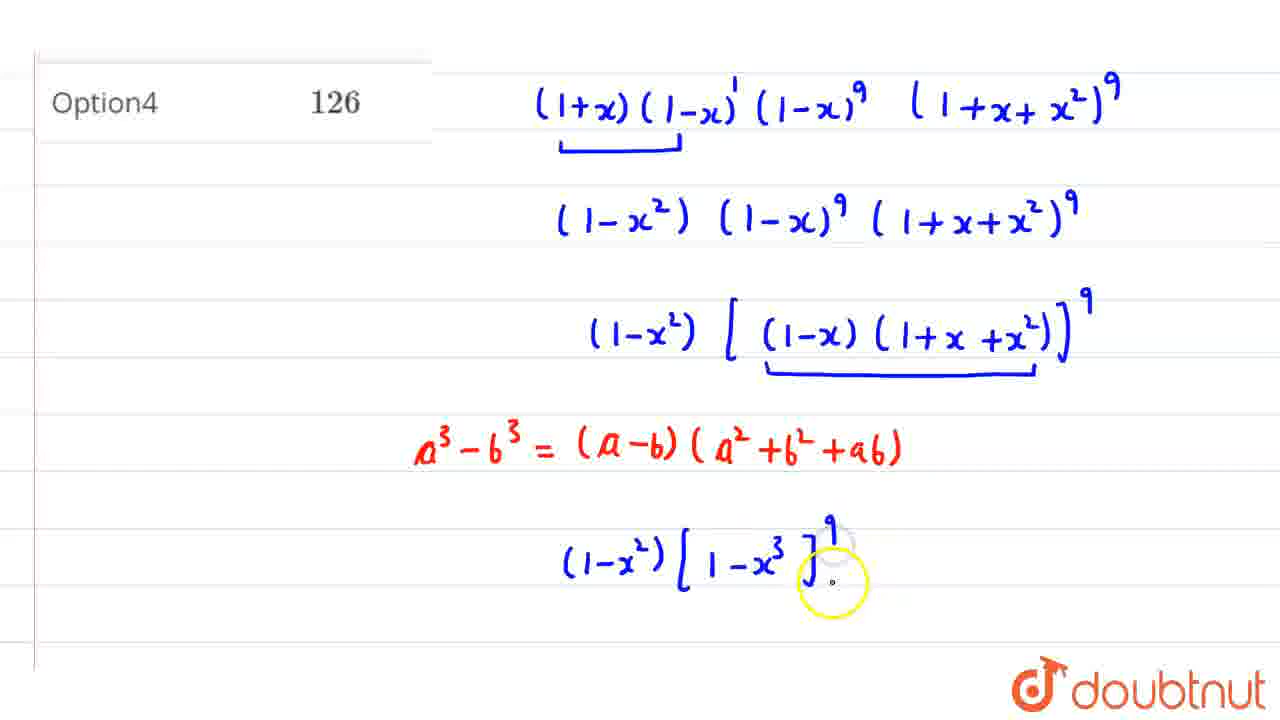 Option4 126
(1+x)(1-x)¹(1-x)⁹ (1+x+x²)⁹
(1-x²) (1-x)⁹ (1+x+x²)⁹
(1-x²) [(1-x)(1+x+x²)]⁹
a³-b³ = (a-b)(a²+b²+ab)
(1-x²)[1-x³]⁹
doubtnut